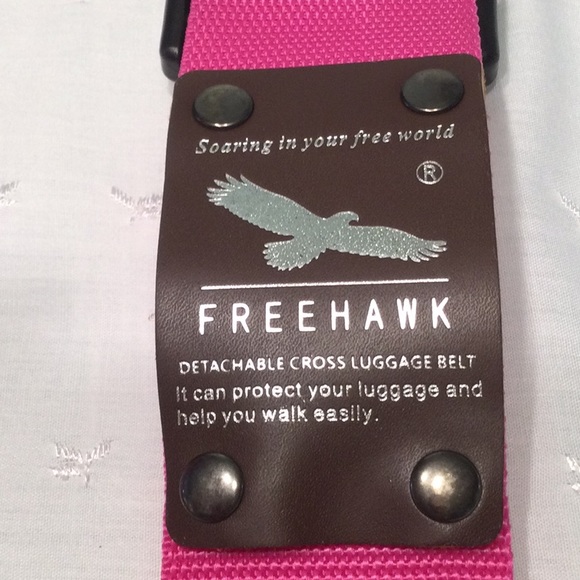 Soaring in your free world
®
FREEHAWK
DETACHABLE CROSS LUGGAGE BELT
It can protect your luggage and
help you walk easily.